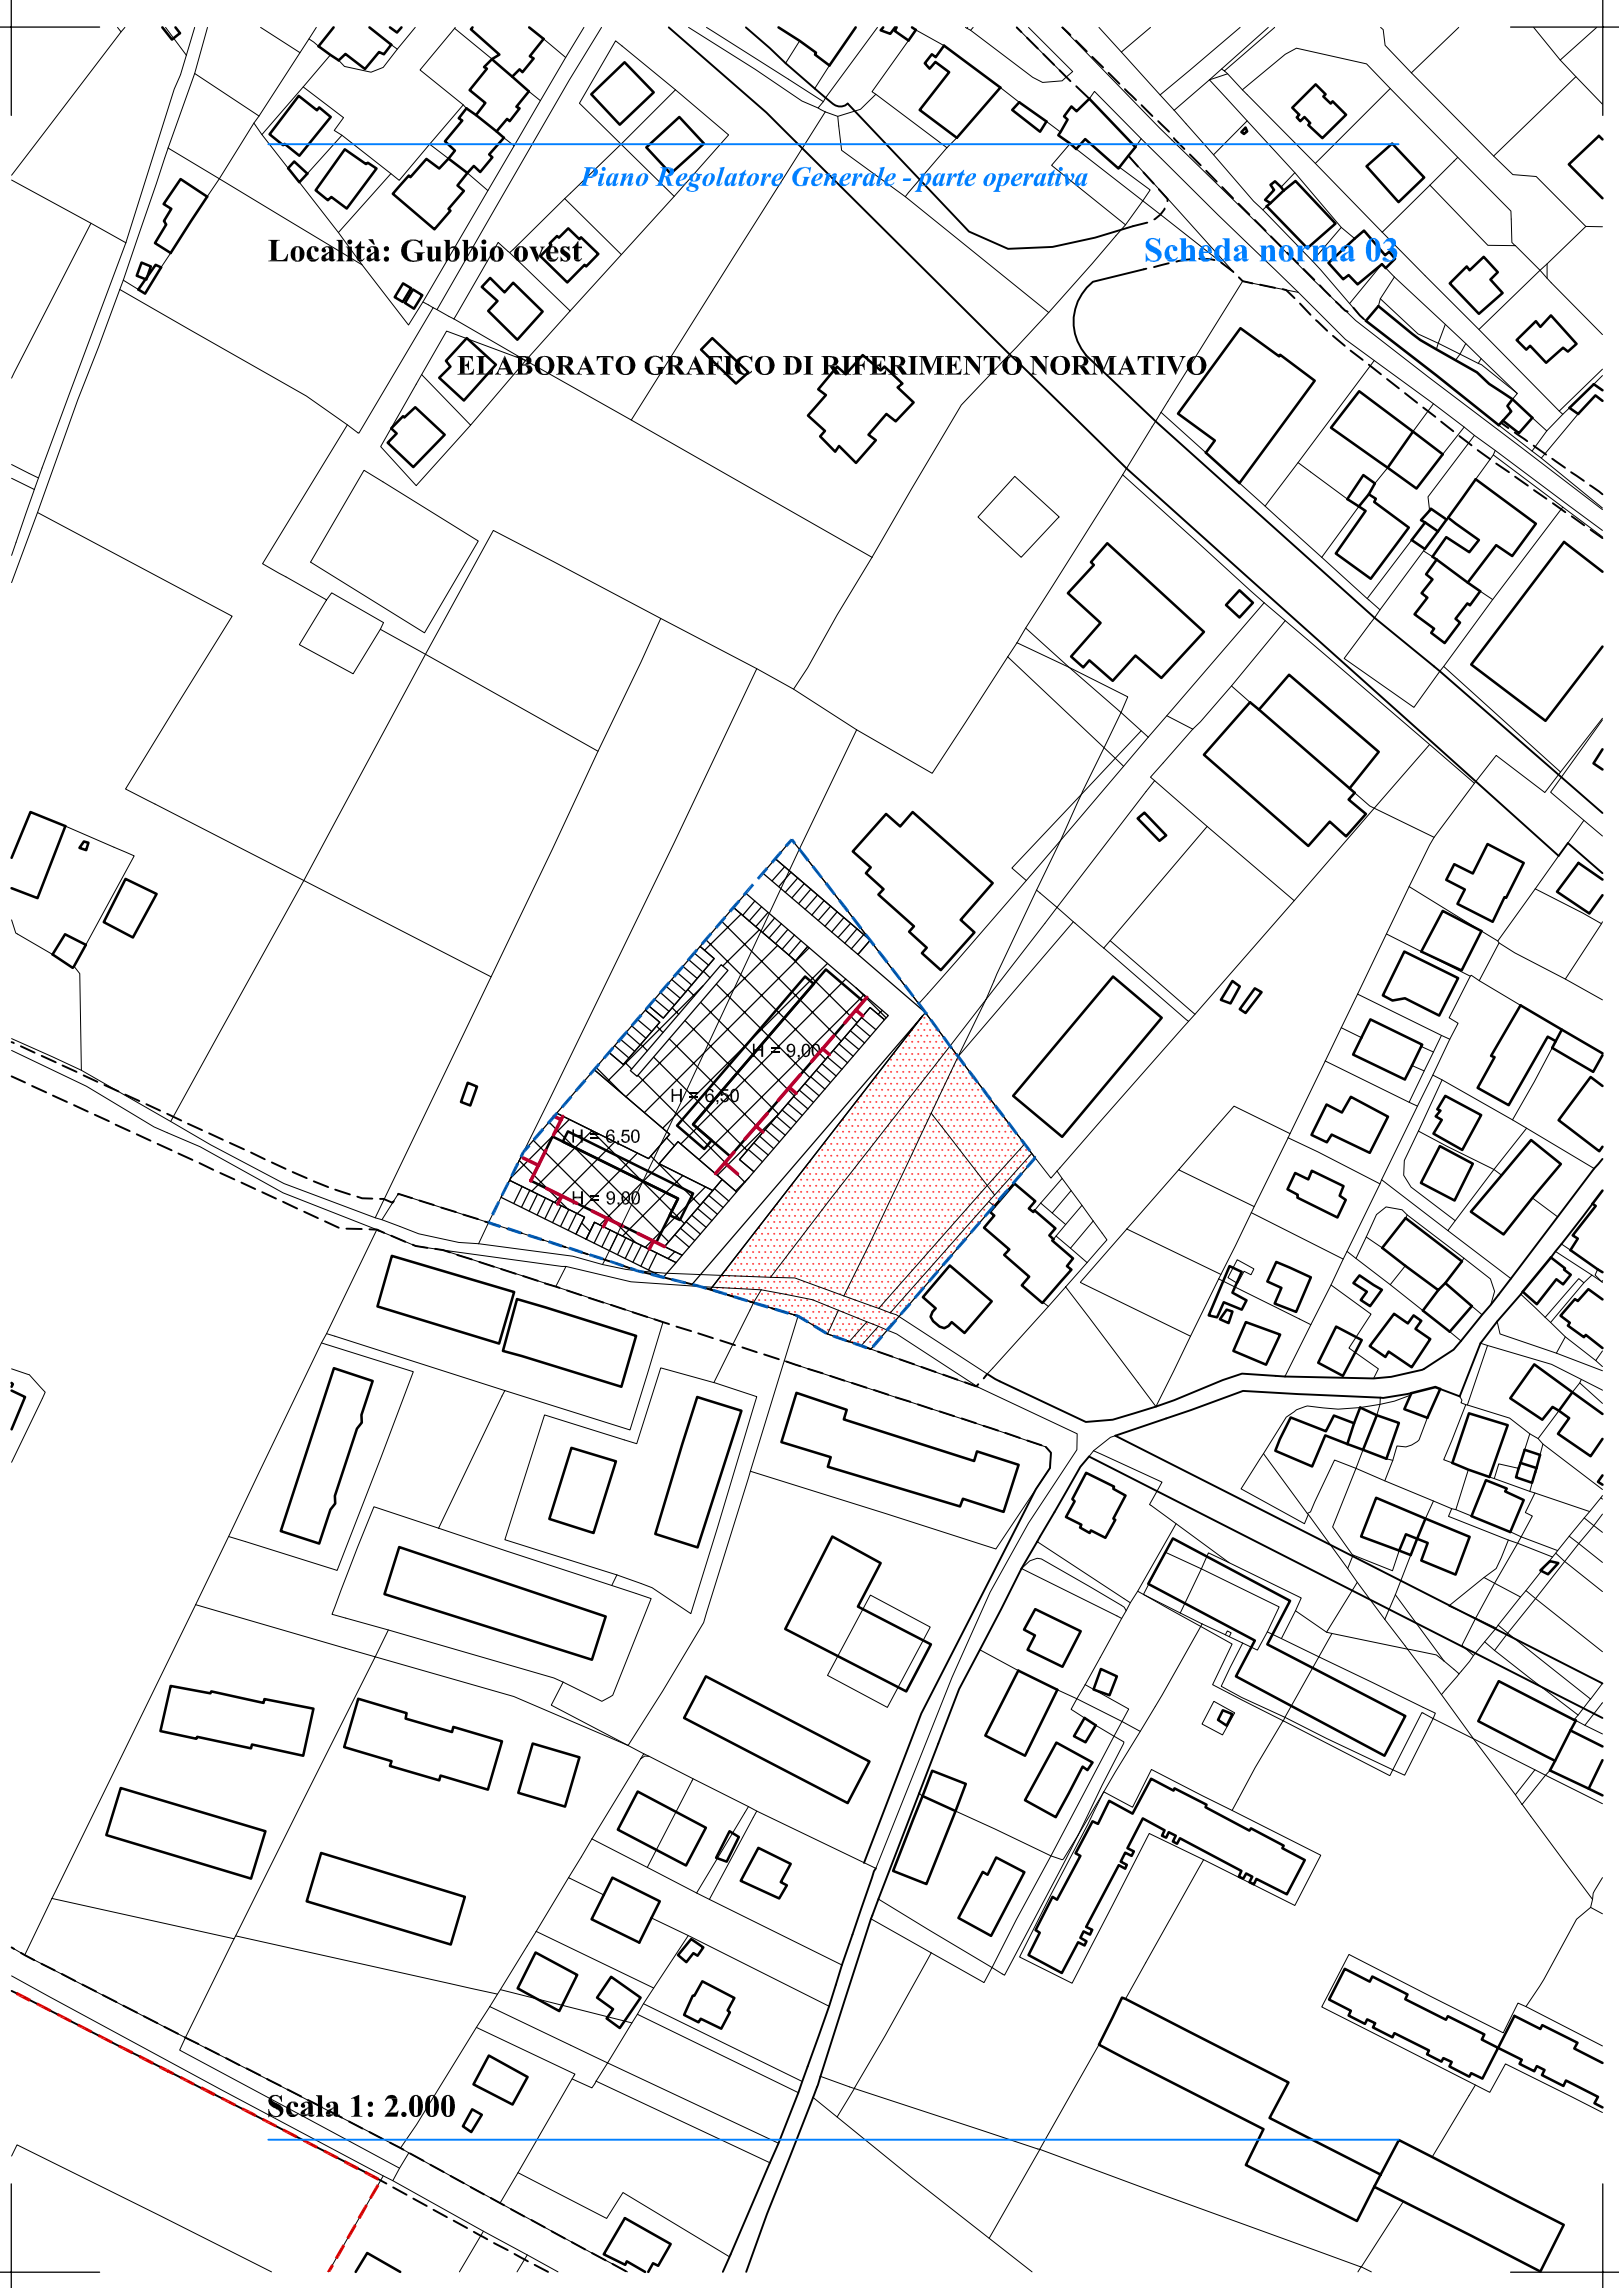 Piano Regolatore Generale - parte operativa
Località: Gubbio ovest
Scheda norma 03
ELABORATO GRAFICO DI RIFERIMENTO NORMATIVO
H = 9,00
H = 6,50
H = 6,50
H = 9,00
Scala 1: 2.000